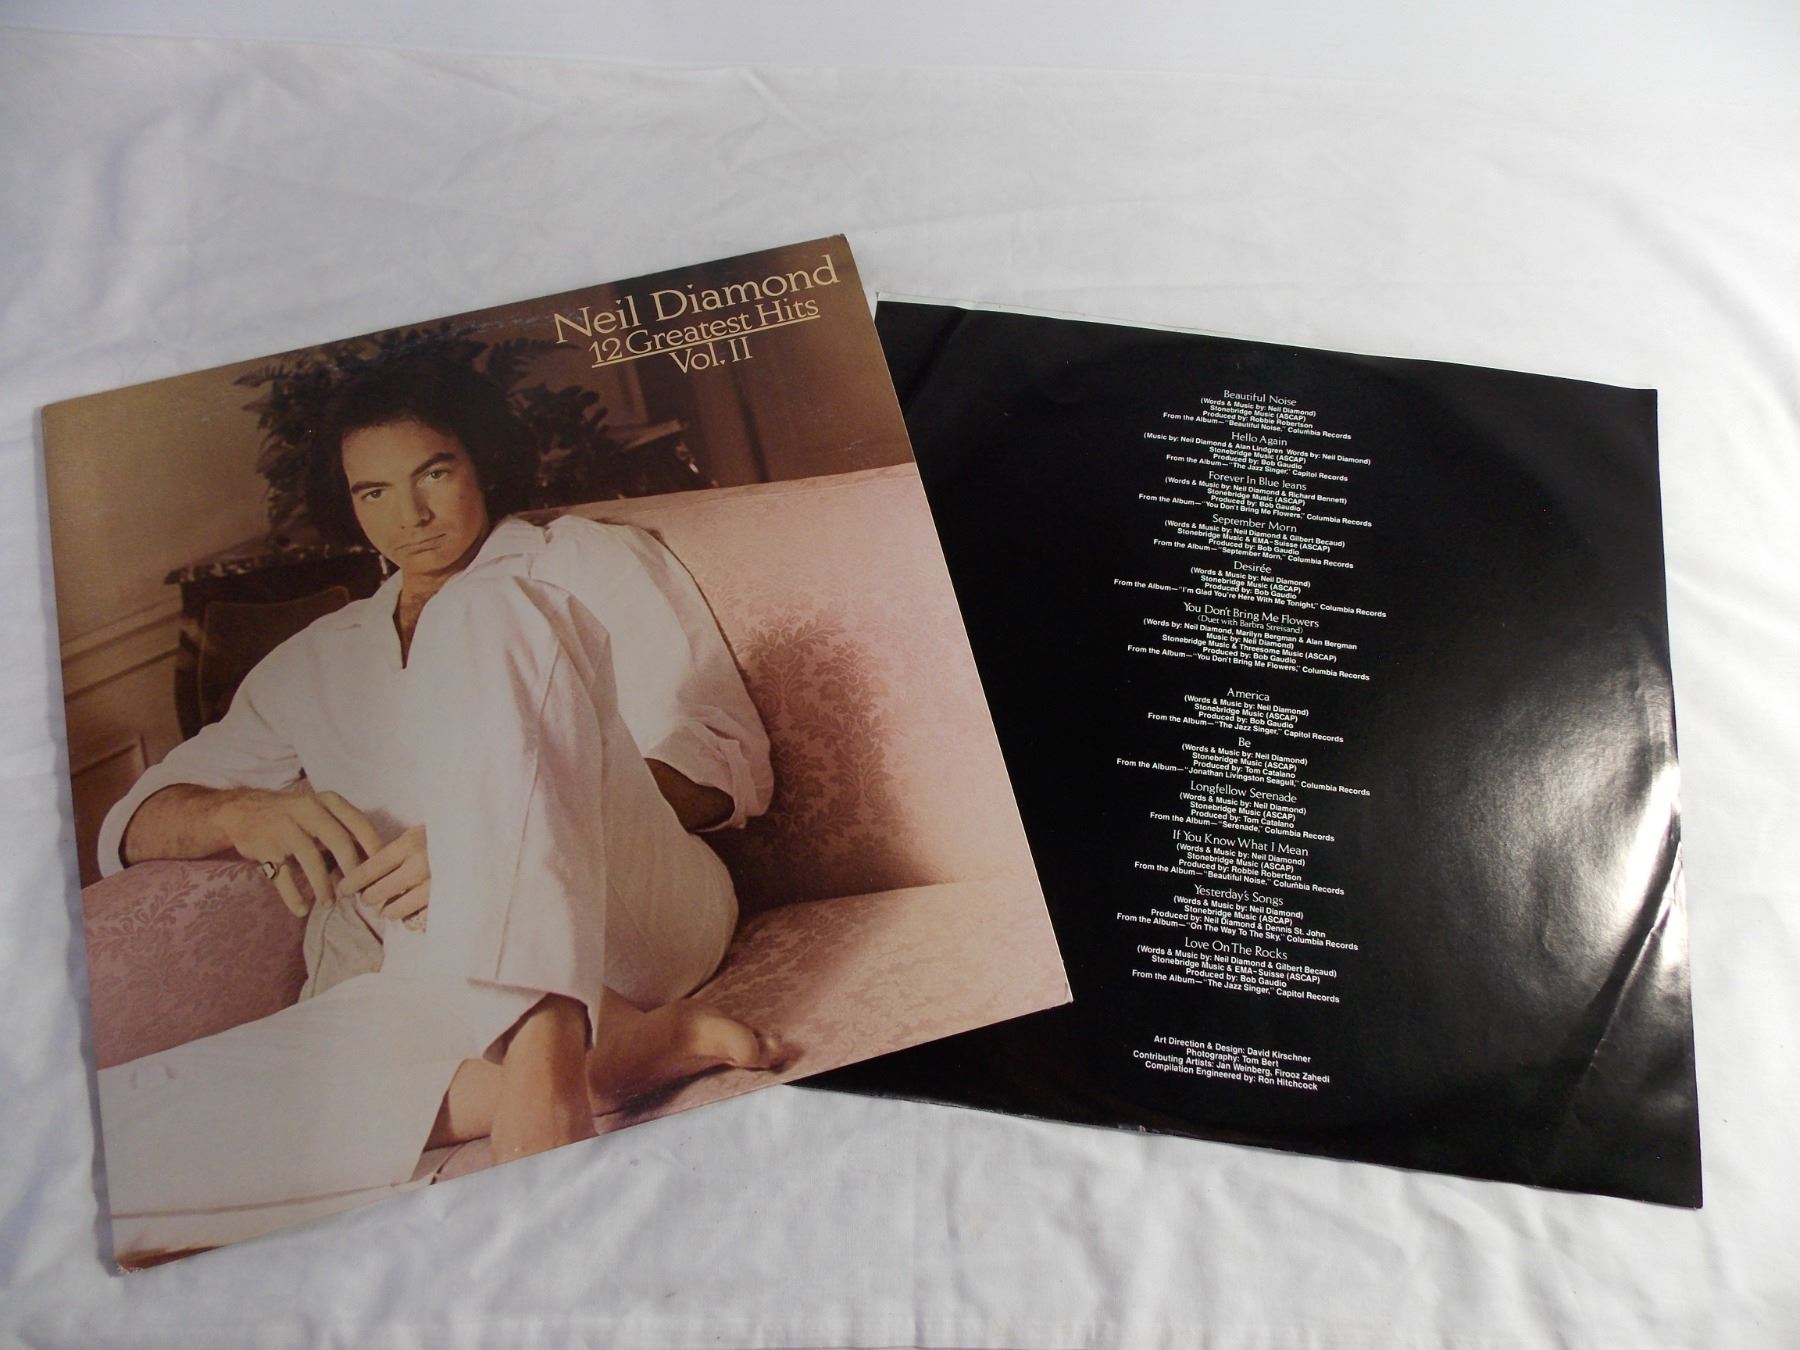 Neil Diamond
12 Greatest Hits
Vol. II
Beautiful Noise
(Words & Music by: Neil Diamond)
Stonebridge Music (ASCAP)
Produced by: Robbie Robertson
From the Album—"Beautiful Noise," Columbia Records
Hello Again
(Music by: Neil Diamond & Alan Lindgren Words by: Neil Diamond)
Stonebridge Music (ASCAP)
Produced by: Bob Gaudio
From the Album—"The Jazz Singer," Capitol Records
Forever In Blue Jeans
(Words & Music by: Neil Diamond & Richard Bennett)
Stonebridge Music (ASCAP)
Produced by: Bob Gaudio
From the Album—"You Don't Bring Me Flowers," Columbia Records
September Morn
(Words & Music by: Neil Diamond & Gilbert Becaud)
Stonebridge Music & EMA-Suisse (ASCAP)
Produced by: Bob Gaudio
From the Album—"September Morn," Columbia Records
Desirée
(Words & Music by: Neil Diamond)
Stonebridge Music (ASCAP)
Produced by: Bob Gaudio
From the Album—"I'm Glad You're Here With Me Tonight," Columbia Records
You Don't Bring Me Flowers
(Duet with Barbra Streisand)
(Words by: Neil Diamond, Marilyn Bergman & Alan Bergman
Music by: Neil Diamond)
Stonebridge Music & Threesome Music (ASCAP)
Produced by: Bob Gaudio
From the Album—"You Don't Bring Me Flowers," Columbia Records
America
(Words & Music by: Neil Diamond)
Stonebridge Music (ASCAP)
Produced by: Bob Gaudio
From the Album—"The Jazz Singer," Capitol Records
Be
(Words & Music by: Neil Diamond)
Stonebridge Music (ASCAP)
Produced by: Tom Catalano
From the Album—"Jonathan Livingston Seagull," Columbia Records
Longfellow Serenade
(Words & Music by: Neil Diamond)
Stonebridge Music (ASCAP)
Produced by: Tom Catalano
From the Album—"Serenade," Columbia Records
If You Know What I Mean
(Words & Music by: Neil Diamond)
Stonebridge Music (ASCAP)
Produced by: Robbie Robertson
From the Album—"Beautiful Noise," Columbia Records
Yesterday's Songs
(Words & Music by: Neil Diamond)
Stonebridge Music (ASCAP)
Produced by: Neil Diamond & Dennis St. John
From the Album—"On The Way To The Sky," Columbia Records
Love On The Rocks
(Words & Music by: Neil Diamond & Gilbert Becaud)
Stonebridge Music & EMA-Suisse (ASCAP)
Produced by: Bob Gaudio
From the Album—"The Jazz Singer," Capitol Records
Art Direction & Design: David Kirschner
Photography: Tom Bert
Contributing Artists: Jan Weinberg, Firooz Zahedi
Compilation Engineered by: Ron Hitchcock